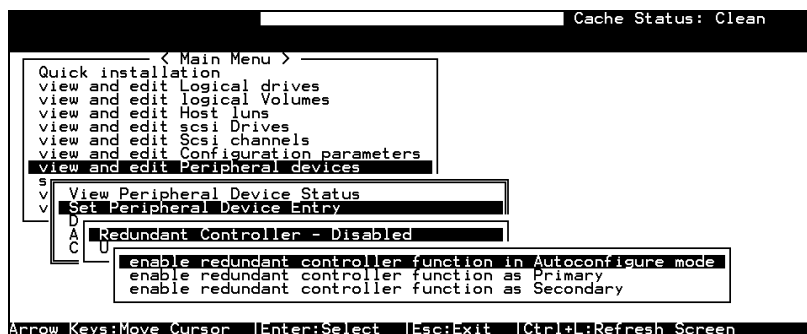 Cache Status: Clean
< Main Menu >
Quick installation
view and edit Logical drives
view and edit logical Volumes
view and edit Host luns
view and edit scsi Drives
view and edit Scsi channels
view and edit Configuration parameters
view and edit Peripheral devices
s
v View Peripheral Device Status
v Set Peripheral Device Entry
D
A Redundant Controller - Disabled
C U
enable redundant controller function in Autoconfigure mode
enable redundant controller function as Primary
enable redundant controller function as Secondary
Arrow Keys:Move Cursor |Enter:Select |Esc:Exit |Ctrl+L:Refresh Screen